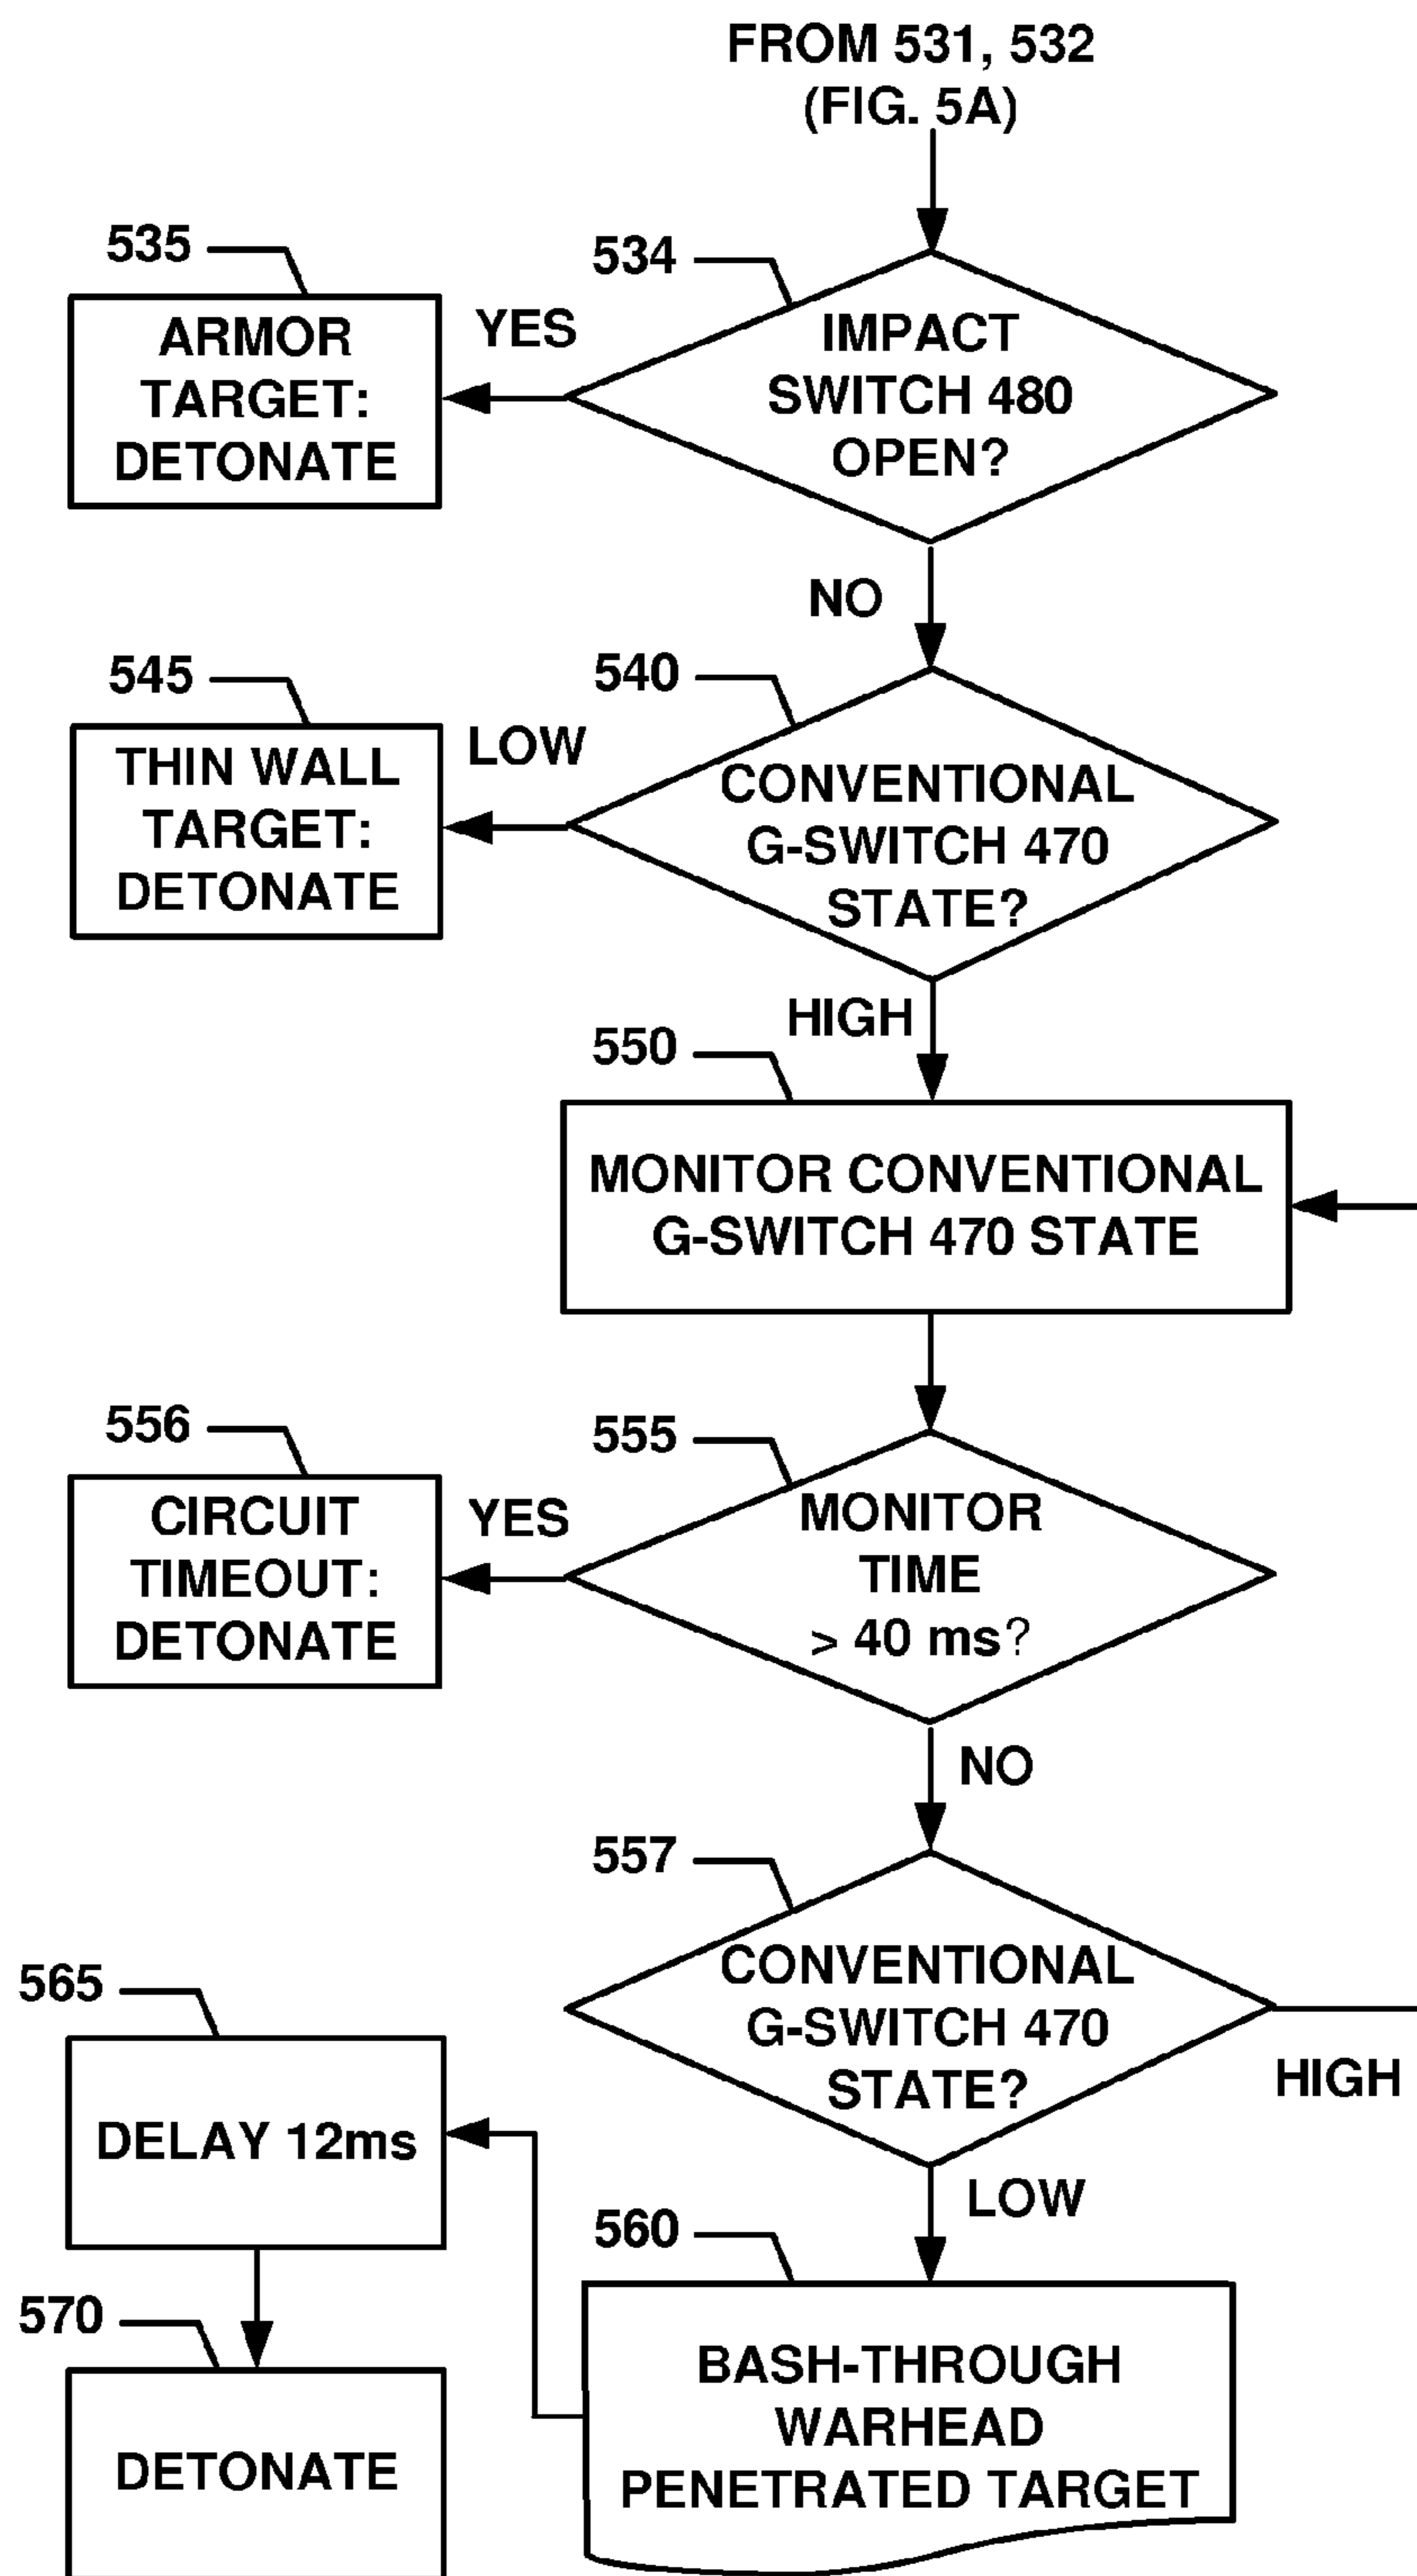 FROM 531, 532
(FIG. 5A)
535
534
ARMOR
TARGET:
DETONATE
YES
IMPACT
SWITCH 480
OPEN?
NO
545
540
THIN WALL
TARGET:
DETONATE
LOW
CONVENTIONAL
G-SWITCH 470
STATE?
HIGH
550
MONITOR CONVENTIONAL
G-SWITCH 470 STATE
556
555
CIRCUIT
TIMEOUT:
DETONATE
YES
MONITOR
TIME
> 40 ms?
NO
557
CONVENTIONAL
G-SWITCH 470
STATE?
HIGH
LOW
560
BASH-THROUGH
WARHEAD
PENETRATED TARGET
565
DELAY 12ms
570
DETONATE